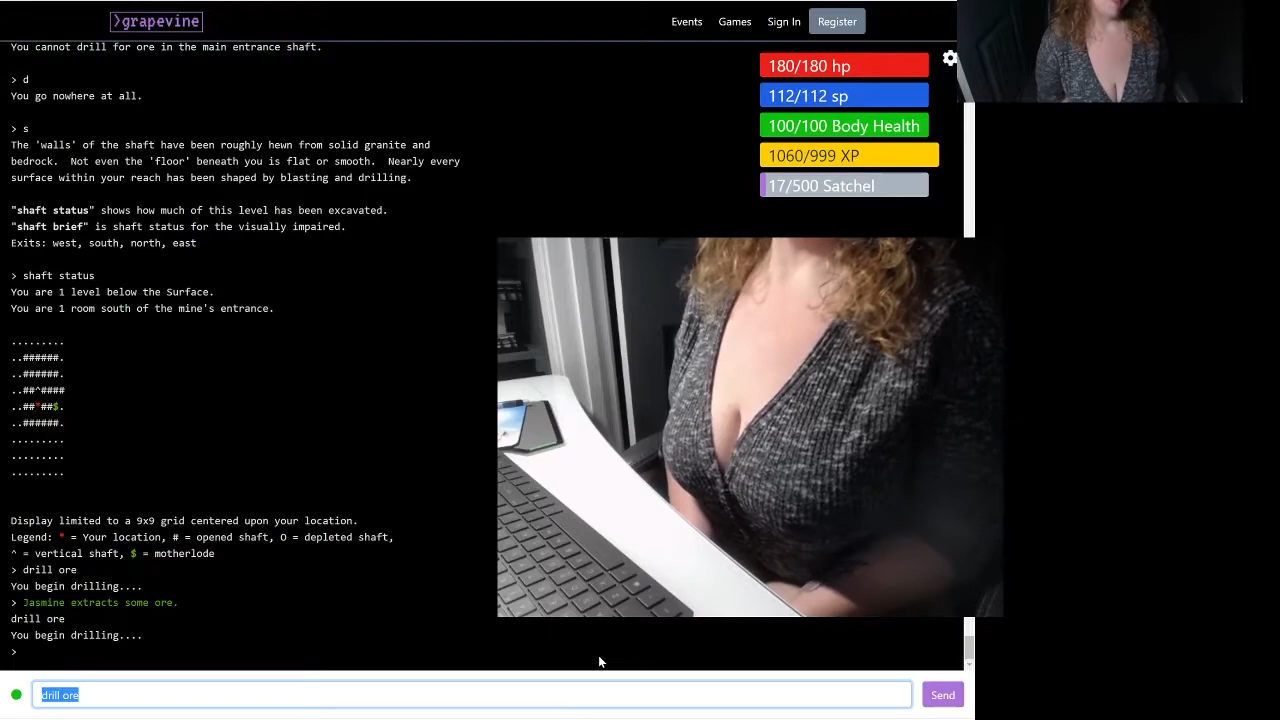 >grapevine
Events Games Sign In Register
You cannot drill for ore in the main entrance shaft.
> d
You go nowhere at all.
> s
The 'walls' of the shaft have been roughly hewn from solid granite and
bedrock.  Not even the 'floor' beneath you is flat or smooth.  Nearly every
surface within your reach has been shaped by blasting and drilling.
"shaft status" shows how much of this level has been excavated.
"shaft brief" is shaft status for the visually impaired.
Exits: west, south, north, east
> shaft status
You are 1 level below the Surface.
You are 1 room south of the mine's entrance.
.........
..######.
..######.
..##^####
..##*##$.
..######.
.........
.........
.........
Display limited to a 9x9 grid centered upon your location.
Legend: * = Your location, # = opened shaft, O = depleted shaft,
^ = vertical shaft, $ = motherlode
> drill ore
You begin drilling....
> Jasmine extracts some ore.
drill ore
You begin drilling....
>
180/180 hp
112/112 sp
100/100 Body Health
1060/999 XP
17/500 Satchel
drill ore
Send